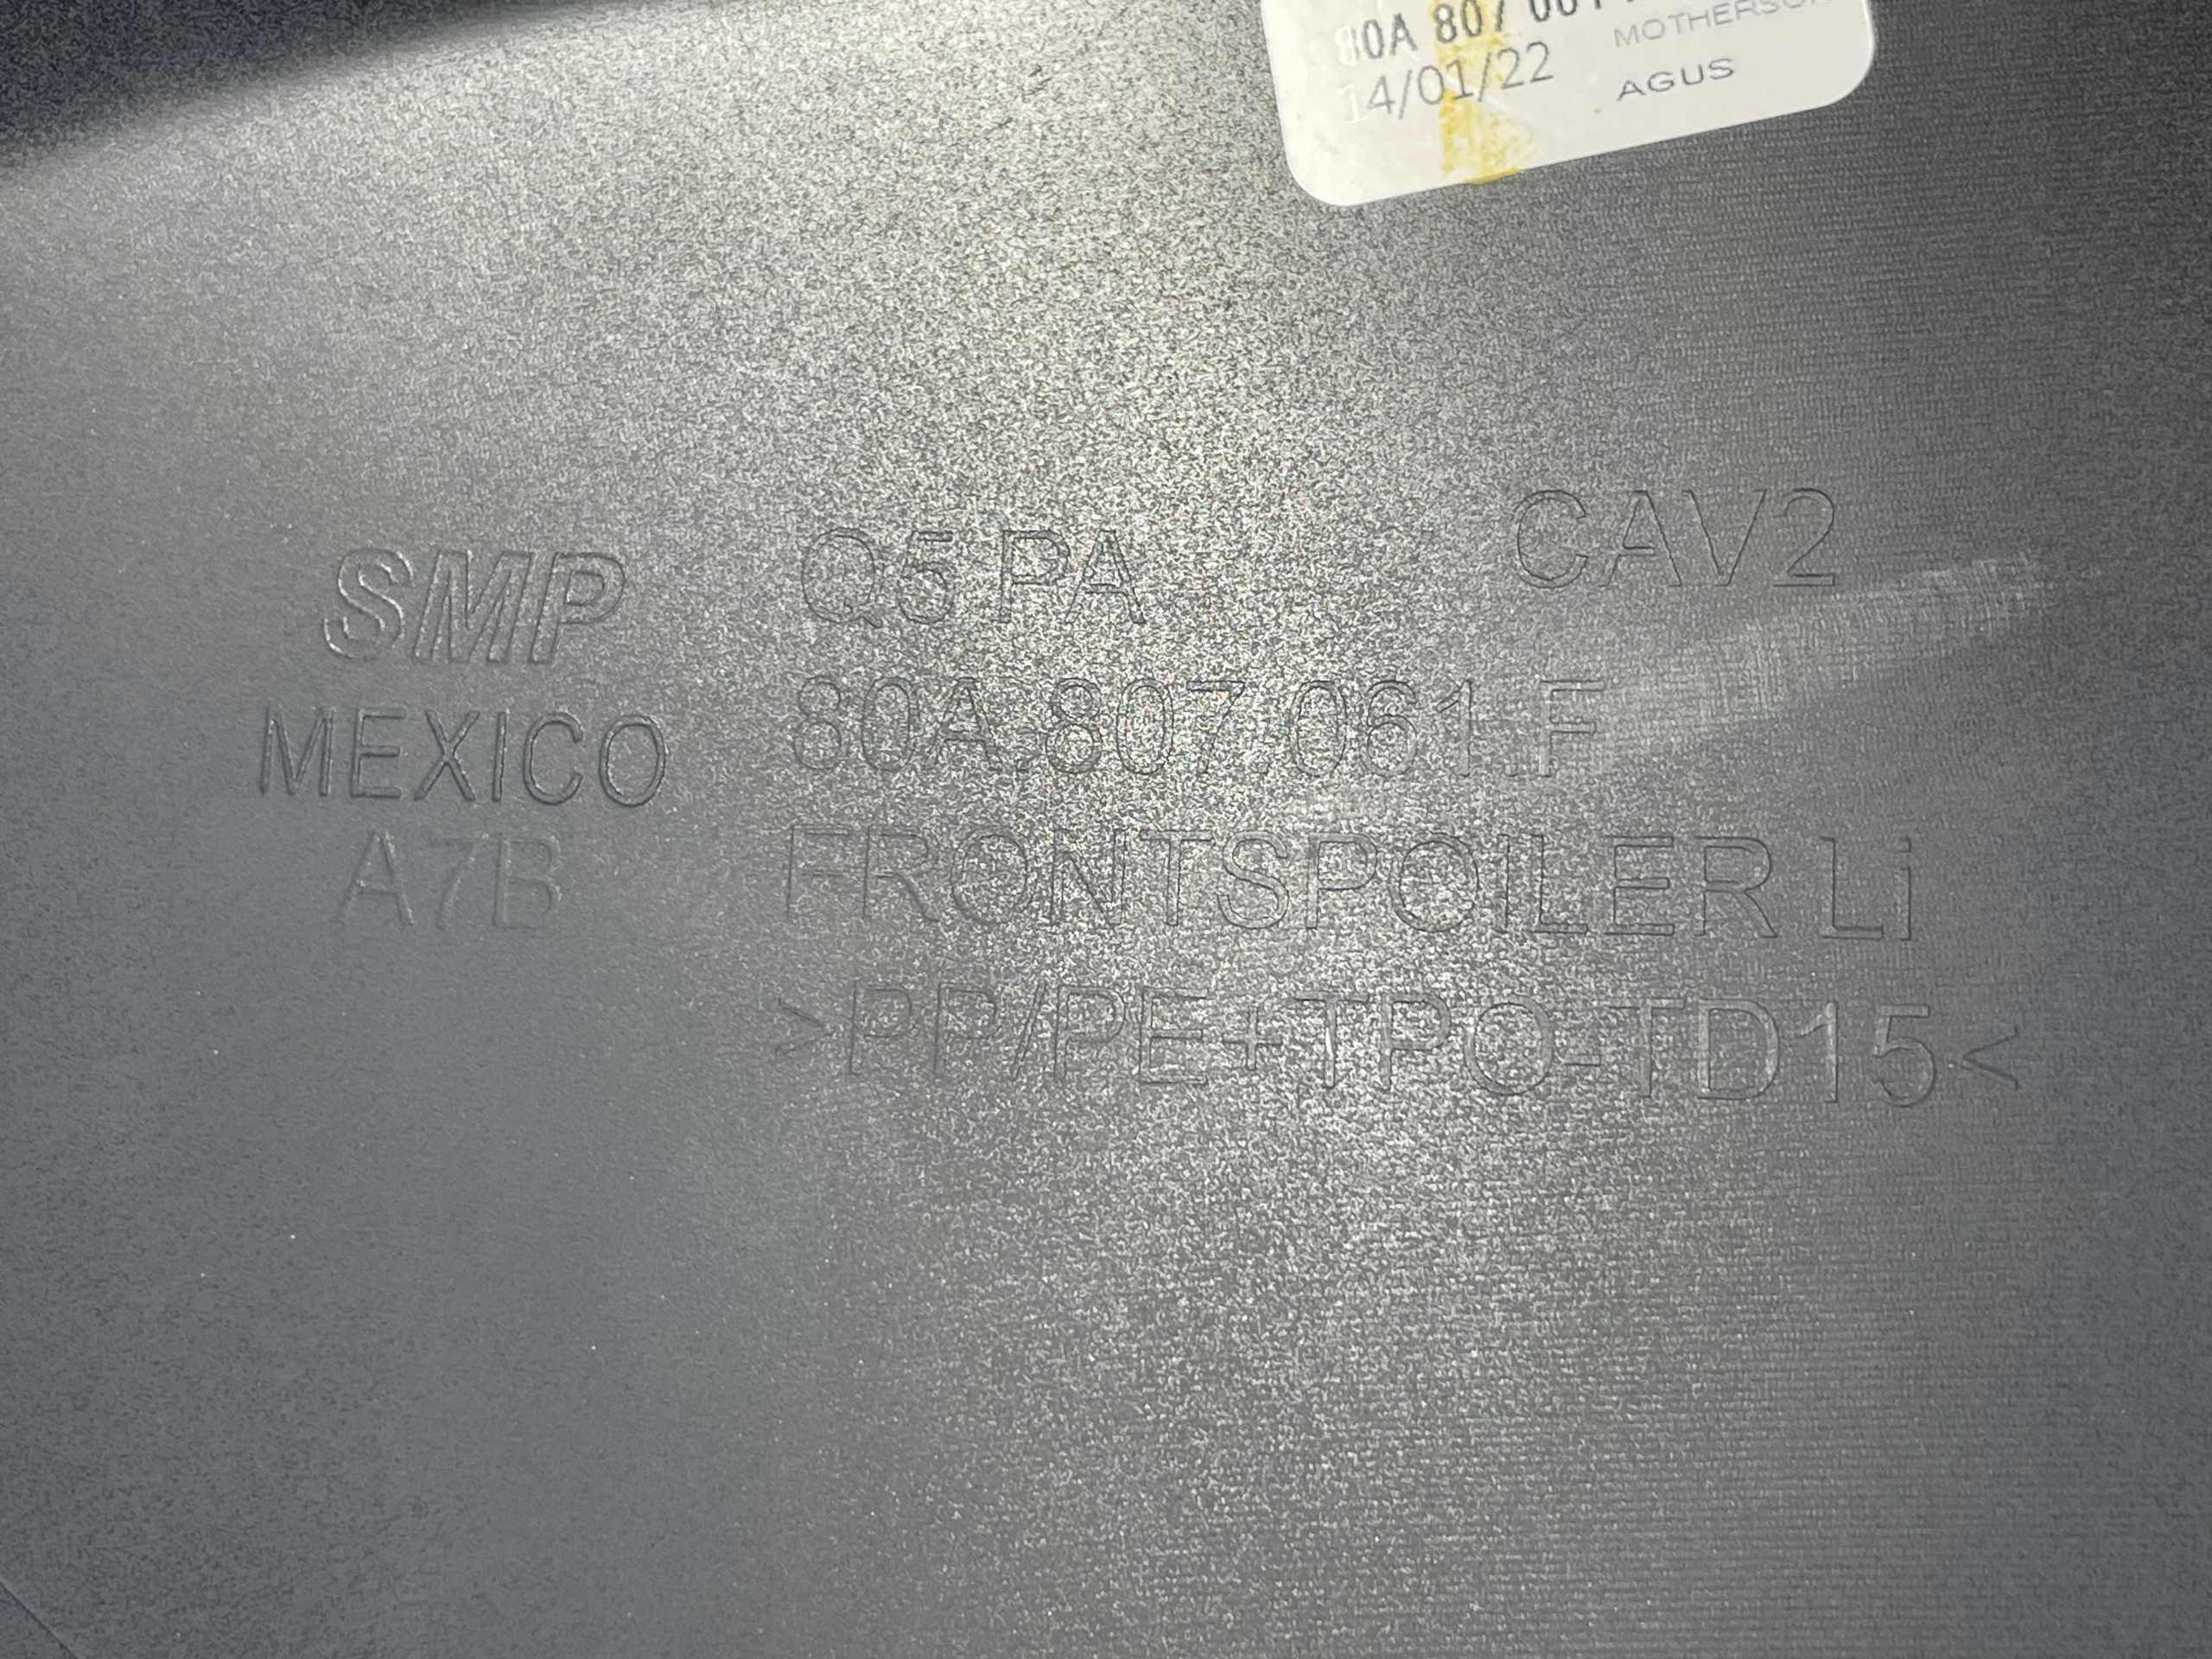 80A 807
MOTHERSON
14/01/22
AGUS
Q5 PA CAV2
SMP
80A.807.061.F
MEXICO
FRONTSPOILER Li
A7B
>PP/PE+TPO-TD15<